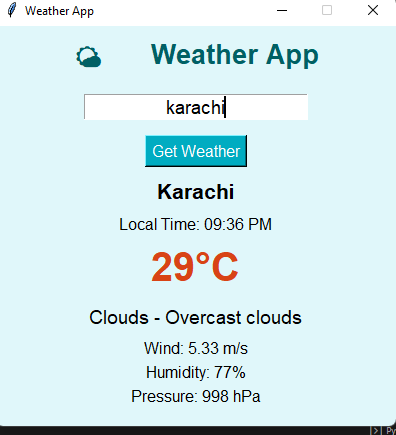 Weather App
Weather App
karachi
Get Weather
Karachi
Local Time: 09:36 PM
29°C
Clouds - Overcast clouds
Wind: 5.33 m/s
Humidity: 77%
Pressure: 998 hPa